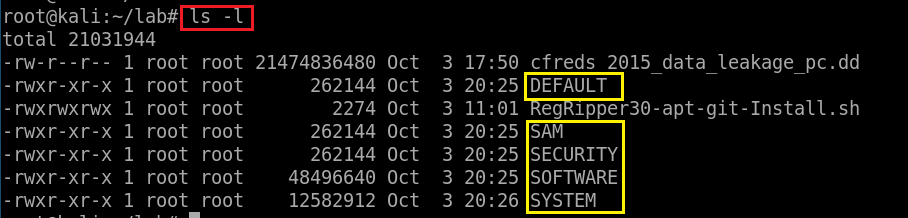 root@kali:~/lab# ls -l
total 21031944
-rw-r--r-- 1 root root 21474836480 Oct  3 17:50 cfreds_2015_data_leakage_pc.dd
-rwxr-xr-x 1 root root      262144 Oct  3 20:25 DEFAULT
-rwxrwxrwx 1 root root        2274 Oct  3 11:01 RegRipper30-apt-git-Install.sh
-rwxr-xr-x 1 root root      262144 Oct  3 20:25 SAM
-rwxr-xr-x 1 root root      262144 Oct  3 20:25 SECURITY
-rwxr-xr-x 1 root root    48496640 Oct  3 20:25 SOFTWARE
-rwxr-xr-x 1 root root    12582912 Oct  3 20:26 SYSTEM
root@kali:~/lab#